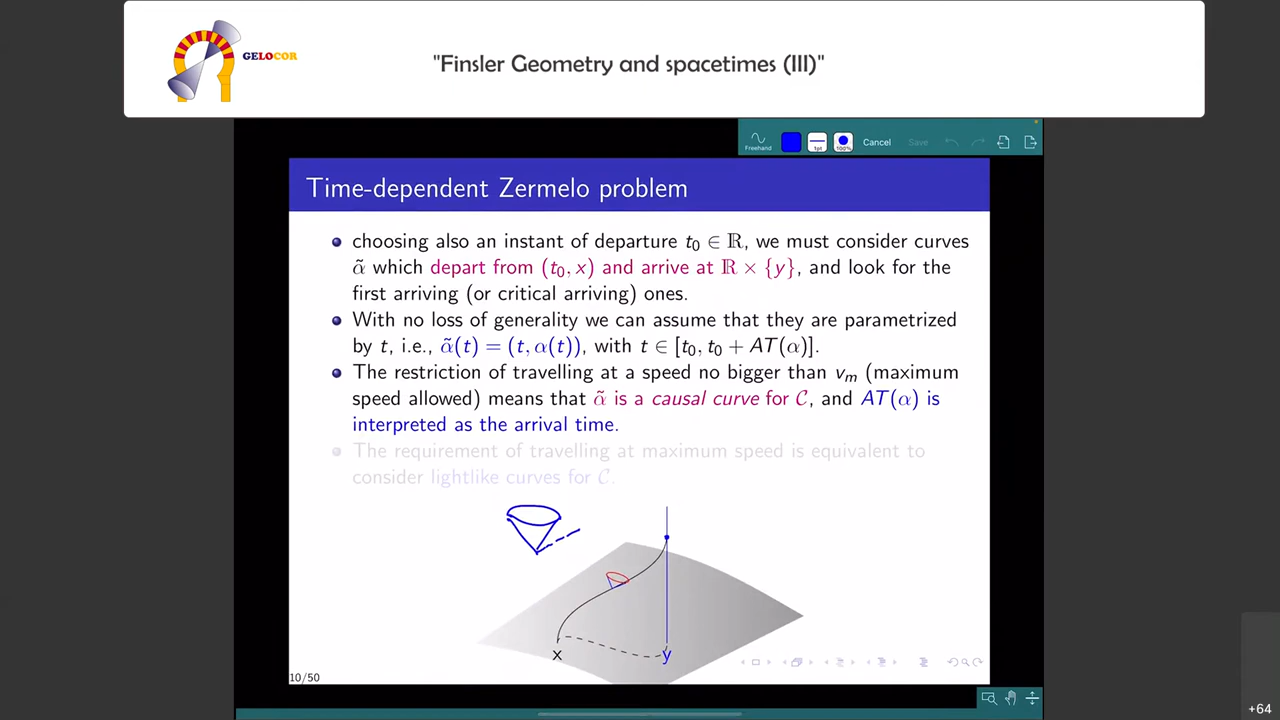 GELOCOR
"Finsler Geometry and spacetimes (III)"
Freehand
1pt
100%
Cancel
Save
Time-dependent Zermelo problem
choosing also an instant of departure t₀ ∈ ℝ, we must consider curves
α̃ which depart from (t₀, x) and arrive at ℝ × {y}, and look for the
first arriving (or critical arriving) ones.
With no loss of generality we can assume that they are parametrized
by t, i.e., α̃(t) = (t, α(t)), with t ∈ [t₀, t₀ + AT(α)].
The restriction of travelling at a speed no bigger than vₘ (maximum
speed allowed) means that α̃ is a causal curve for 𝒞, and AT(α) is
interpreted as the arrival time.
The requirement of travelling at maximum speed is equivalent to
consider lightlike curves for 𝒞.
x
y
10/50
+64